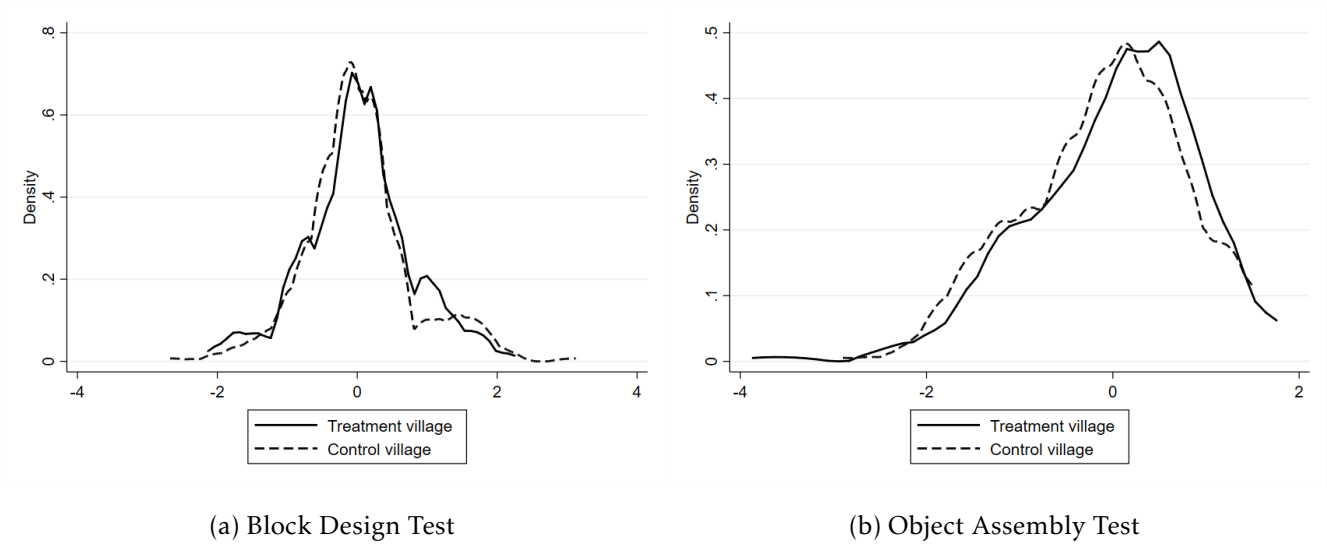 .8
.6
.4
.2
0
Density
-4 -2 0 2 4
Treatment village
Control village
(a) Block Design Test
.5
.4
.3
.2
.1
0
Density
-4 -2 0 2
Treatment village
Control village
(b) Object Assembly Test